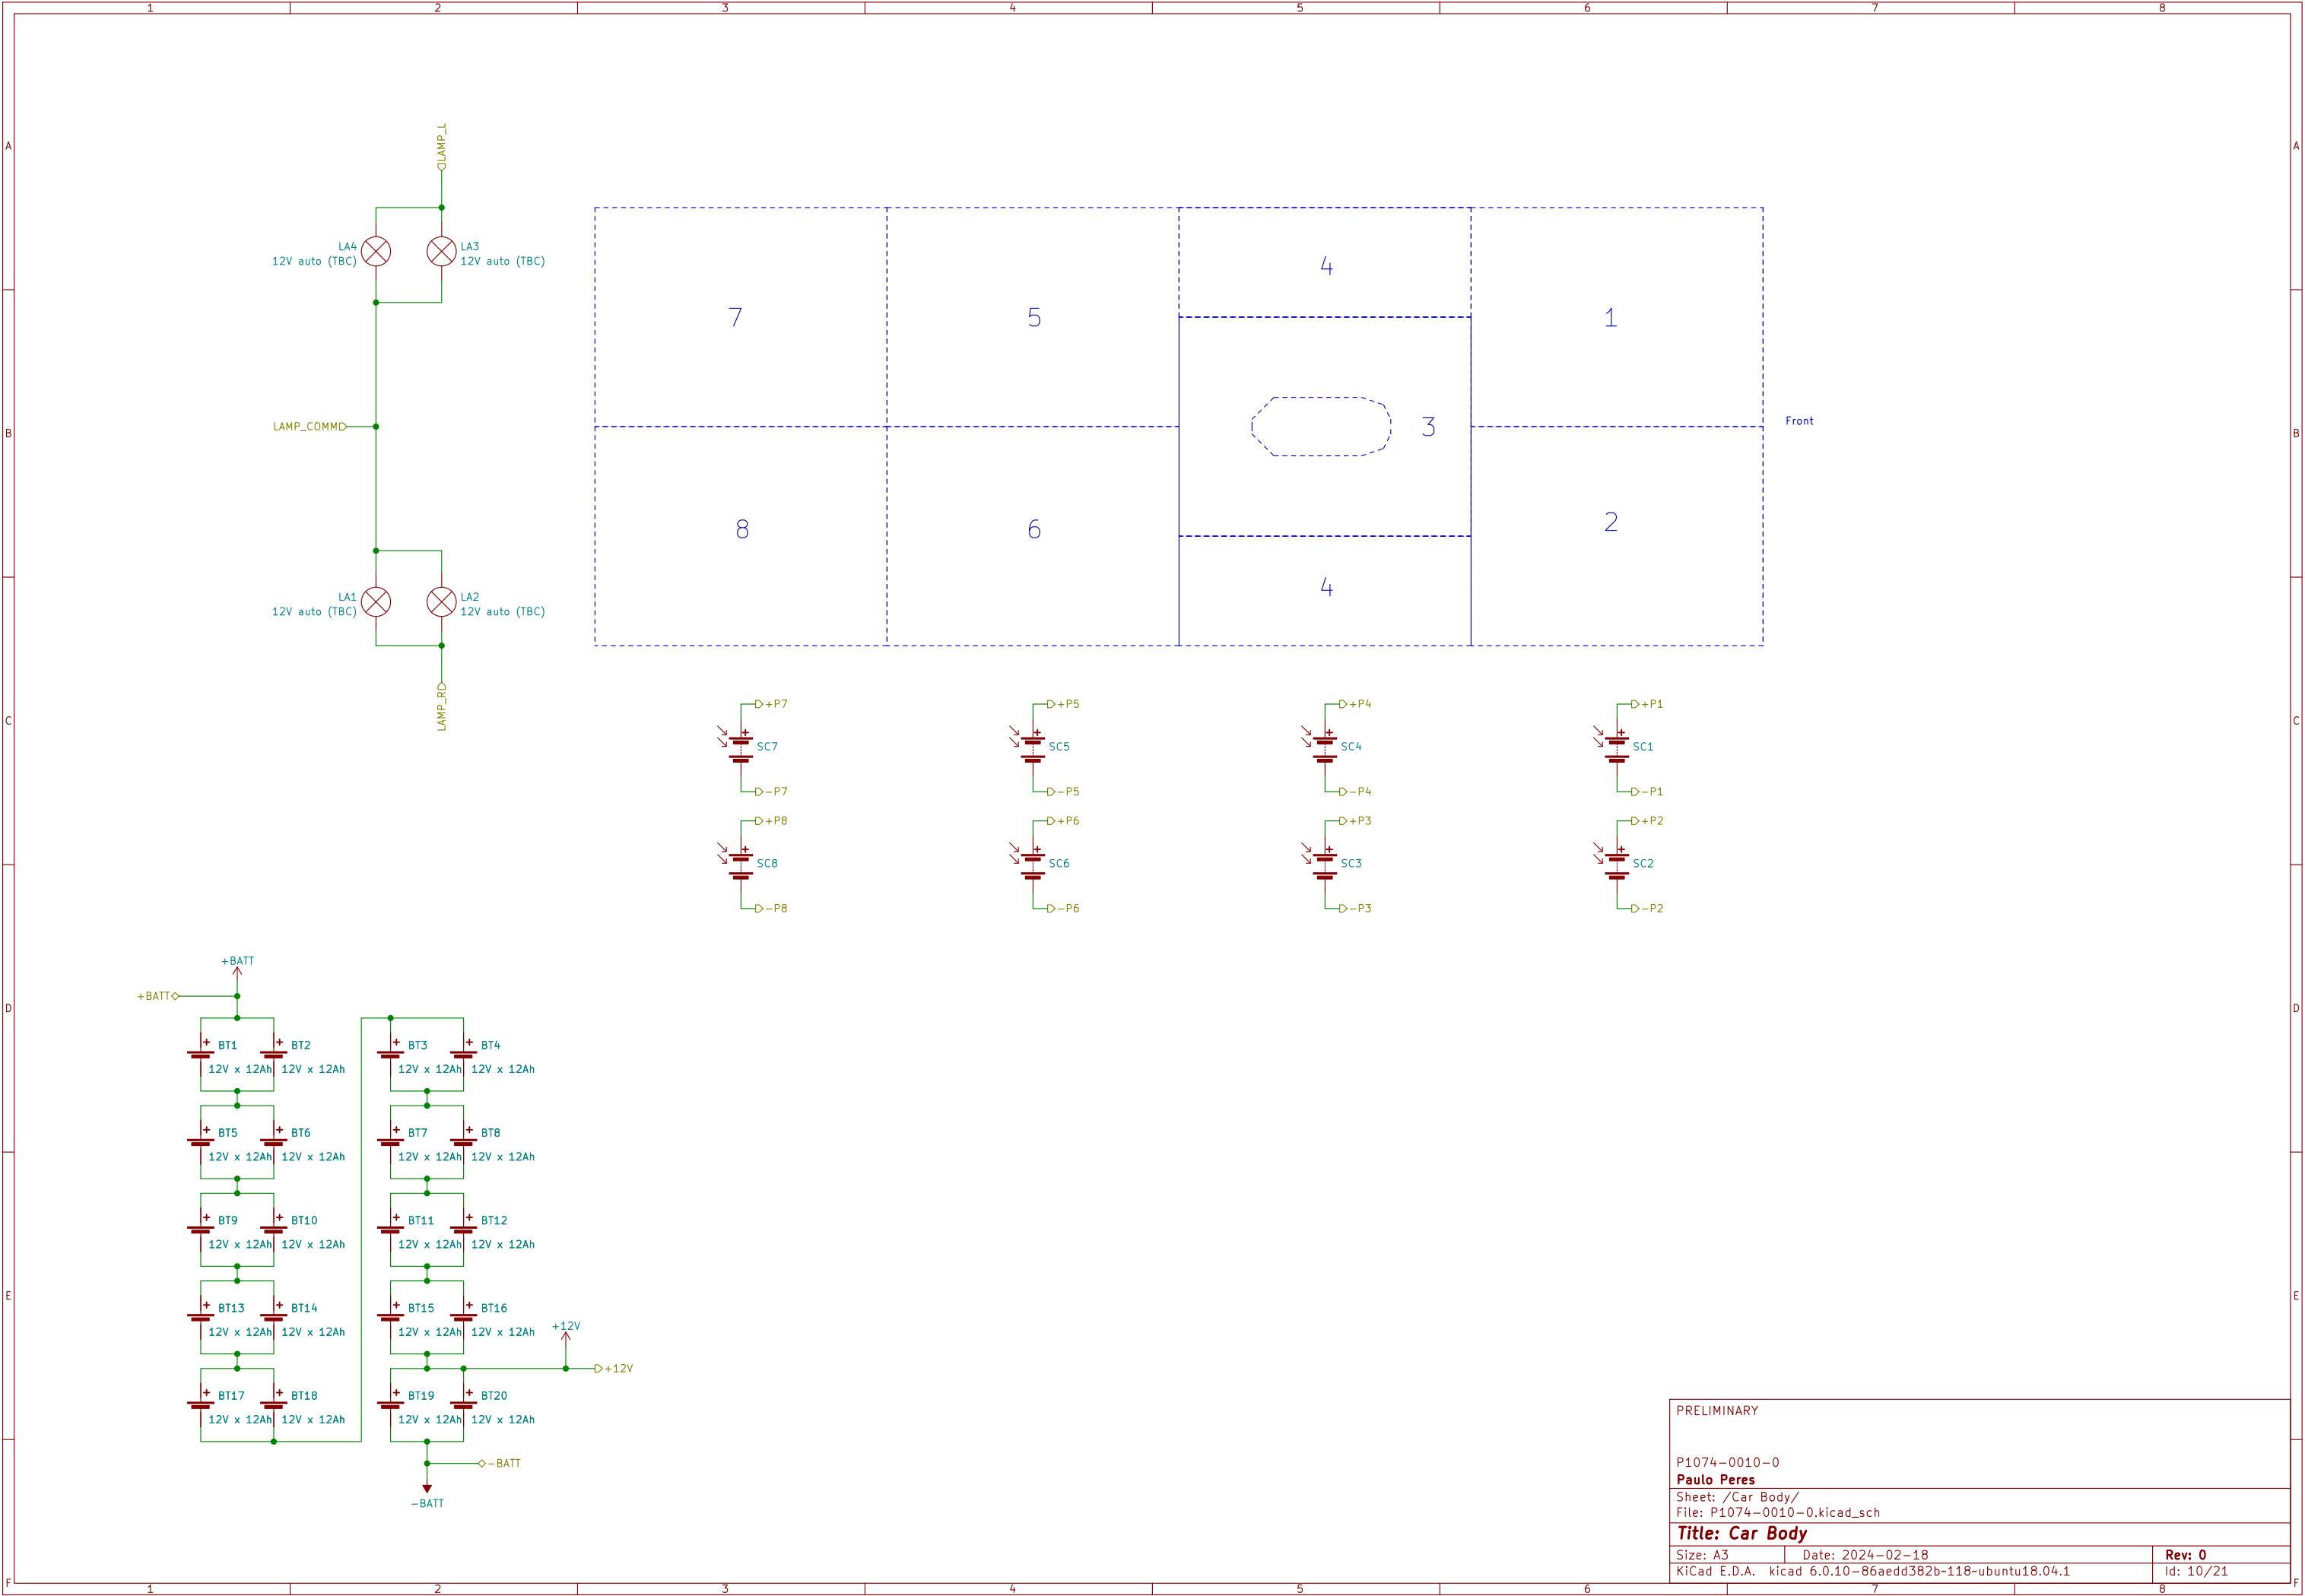 1 2 3 4 5 6 7 8
A A
LAMP_L
LA4 LA3
12V auto (TBC) 12V auto (TBC)
4
7 5 1
LAMP_COMM
3
Front
B B
8 6 2
4
LA1 LA2
12V auto (TBC) 12V auto (TBC)
LAMP_R
+P7 +P5 +P4 +P1
C C
SC7 SC5 SC4 SC1
-P7 -P5 -P4 -P1
+P8 +P6 +P3 +P2
SC8 SC6 SC3 SC2
-P8 -P6 -P3 -P2
+BATT
+BATT
D D
BT1 BT2 BT3 BT4
12V x 12Ah 12V x 12Ah 12V x 12Ah 12V x 12Ah
BT5 BT6 BT7 BT8
12V x 12Ah 12V x 12Ah 12V x 12Ah 12V x 12Ah
BT9 BT10 BT11 BT12
12V x 12Ah 12V x 12Ah 12V x 12Ah 12V x 12Ah
E E
BT13 BT14 BT15 BT16
12V x 12Ah 12V x 12Ah 12V x 12Ah 12V x 12Ah
+12V
+12V
BT17 BT18 BT19 BT20
12V x 12Ah 12V x 12Ah 12V x 12Ah 12V x 12Ah
-BATT
-BATT
PRELIMINARY
P1074-0010-0
Paulo Peres
Sheet: /Car Body/
File: P1074-0010-0.kicad_sch
Title: Car Body
Size: A3 Date: 2024-02-18 Rev: 0
KiCad E.D.A. kicad 6.0.10-86aedd382b~118~ubuntu18.04.1 Id: 10/21
F F
1 2 3 4 5 6 7 8